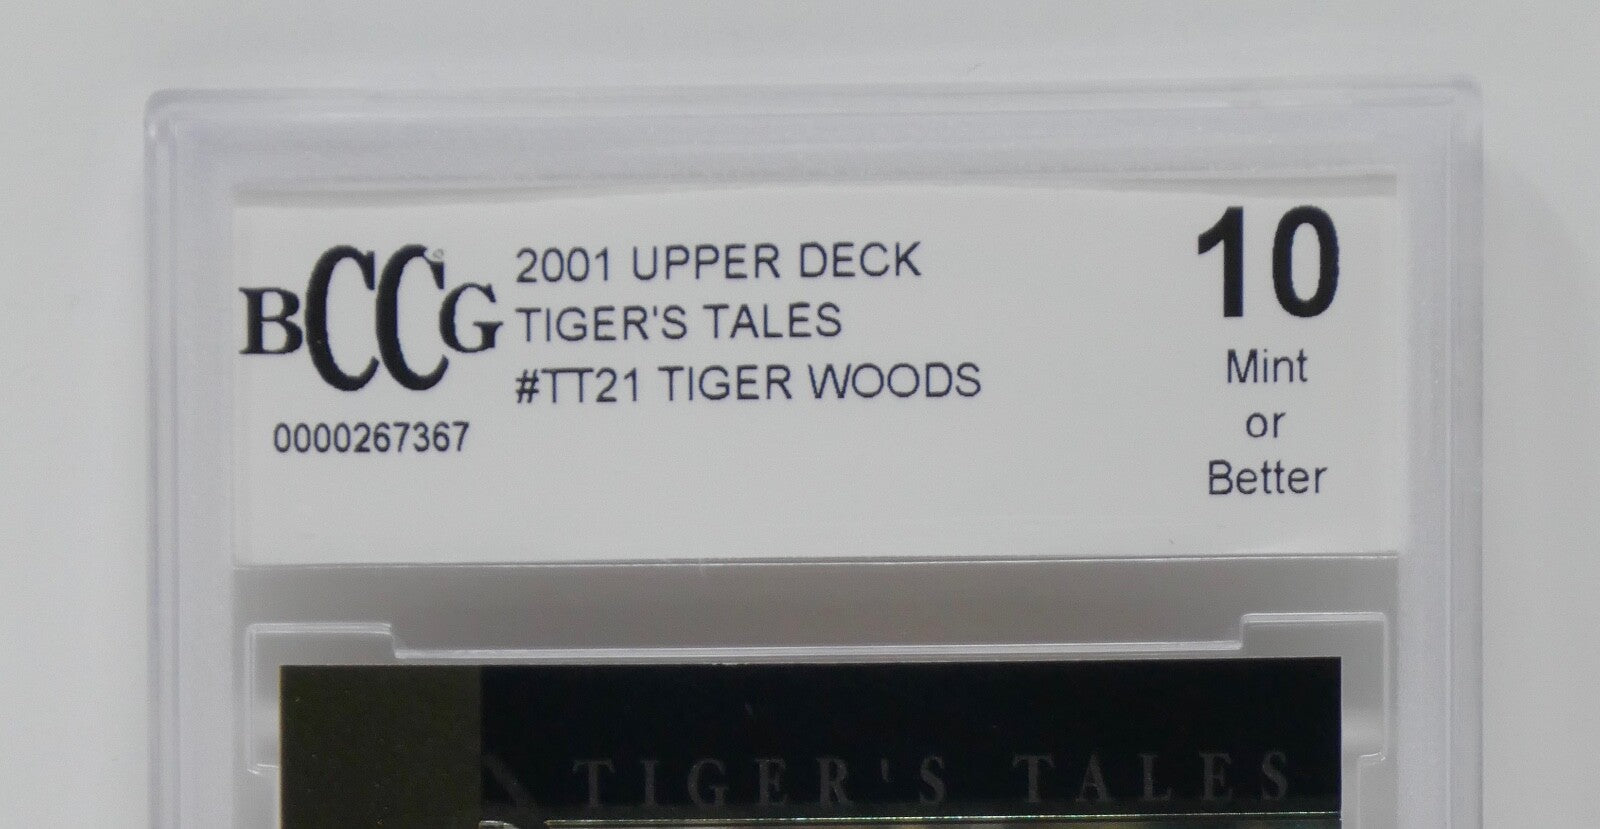 BCCG
0000267367
2001 UPPER DECK
TIGER'S TALES
#TT21 TIGER WOODS
10
Mint
or
Better
TIGER'S TALES